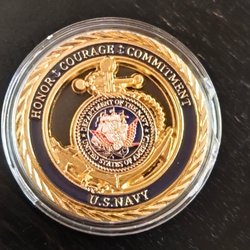 HONOR : COURAGE : COMMITMENT
DEPARTMENT OF THE NAVY
UNITED STATES OF AMERICA
U.S. NAVY